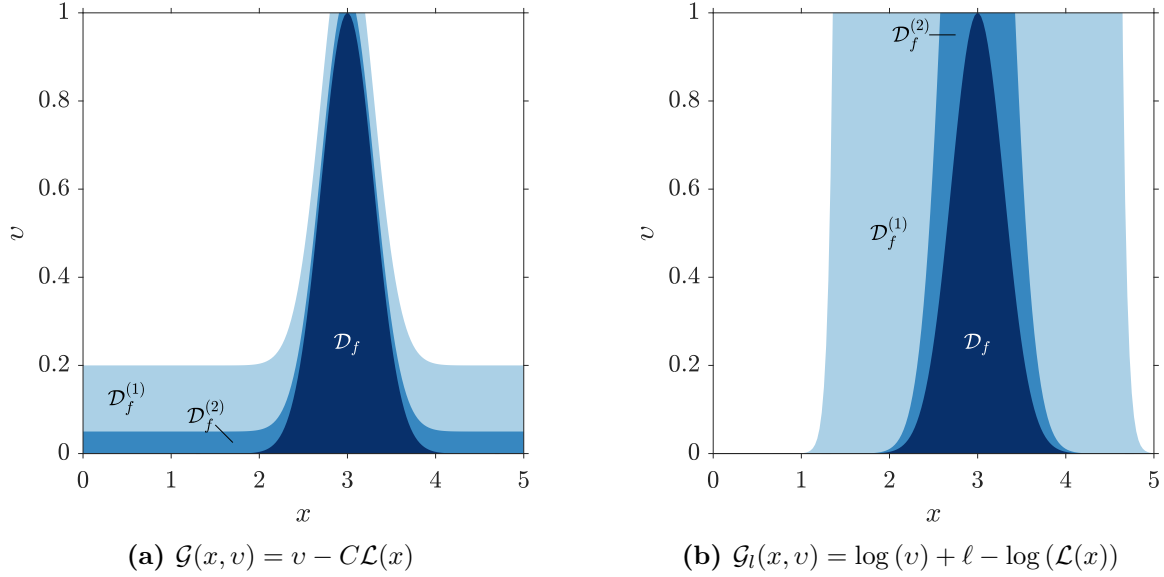 1
0.8
0.6
υ
0.4
0.2
0
𝒟_f
𝒟_f^{(1)}
𝒟_f^{(2)}
0 1 2 3 4 5
x
(a) 𝒢(x, υ) = υ − Cℒ(x)
1
0.8
0.6
υ
0.4
0.2
0
𝒟_f^{(2)}
𝒟_f^{(1)}
𝒟_f
0 1 2 3 4 5
x
(b) 𝒢_l(x, υ) = log (υ) + ℓ − log (ℒ(x))